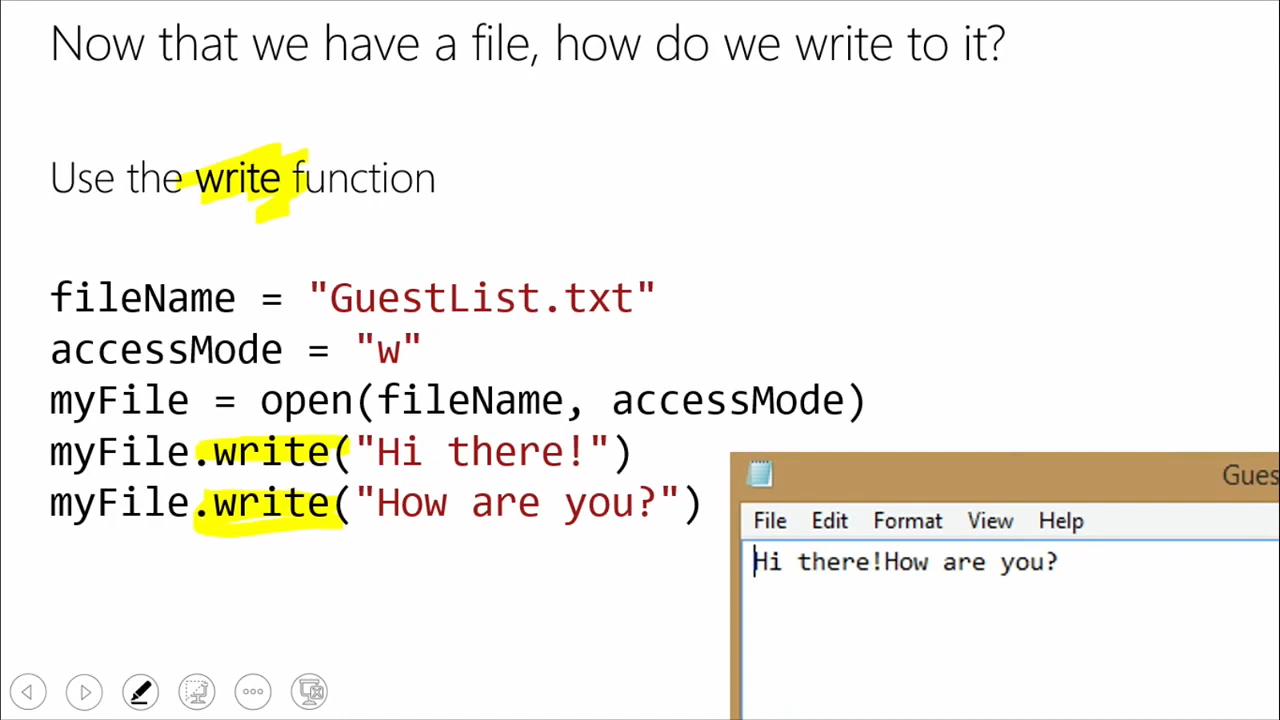 Now that we have a file, how do we write to it?
Use the write function
fileName = "GuestList.txt"
accessMode = "w"
myFile = open(fileName, accessMode)
myFile.write("Hi there!")
myFile.write("How are you?")
Gues
File Edit Format View Help
Hi there!How are you?